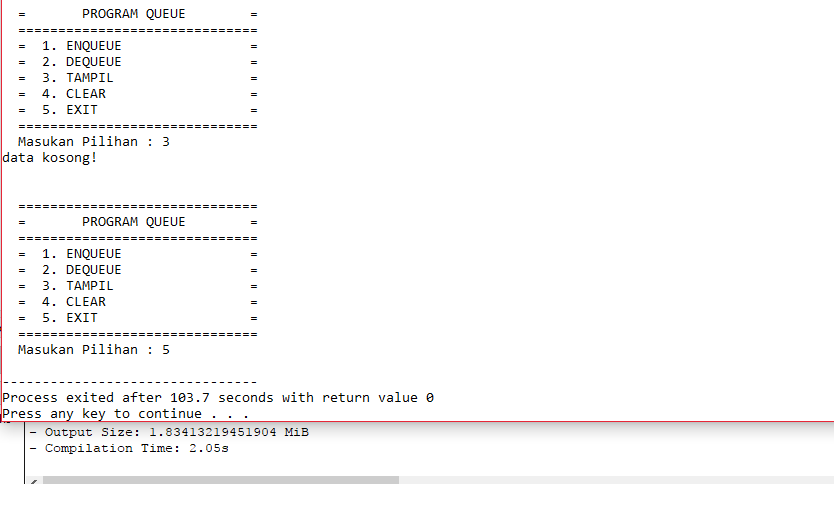 =       PROGRAM QUEUE        =
==============================
=  1. ENQUEUE                =
=  2. DEQUEUE                =
=  3. TAMPIL                 =
=  4. CLEAR                  =
=  5. EXIT                   =
==============================
Masukan Pilihan : 3
data kosong!
==============================
=       PROGRAM QUEUE        =
==============================
=  1. ENQUEUE                =
=  2. DEQUEUE                =
=  3. TAMPIL                 =
=  4. CLEAR                  =
=  5. EXIT                   =
==============================
Masukan Pilihan : 5
--------------------------------
Process exited after 103.7 seconds with return value 0
Press any key to continue . . .
- Output Size: 1.83413219451904 MiB
- Compilation Time: 2.05s